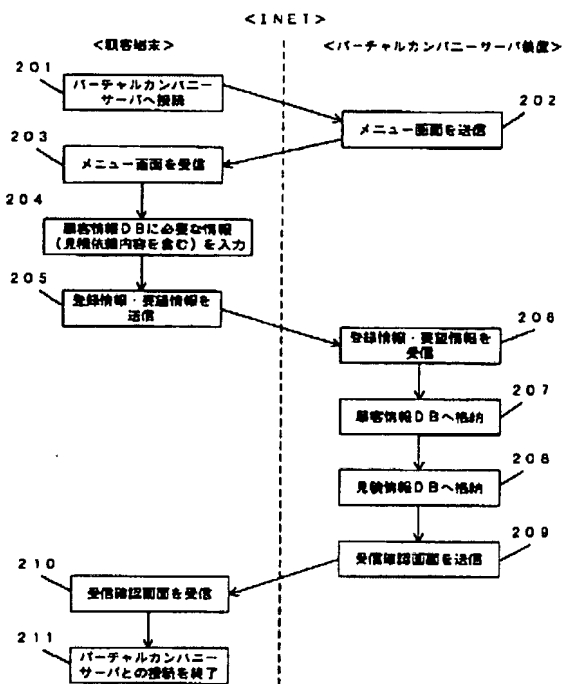 <INET>
<顧客端末>
<バーチャルカンパニーサーバ装置>
201
バーチャルカンパニー
サーバへ接続
202
メニュー画面を送信
203
メニュー画面を受信
204
顧客情報DBに必要な情報
(見積依頼内容を含む)を入力
205
登録情報・要望情報を
送信
206
登録情報・要望情報を
受信
207
顧客情報DBへ格納
208
見積情報DBへ格納
209
受信確認画面を送信
210
受信確認画面を受信
211
バーチャルカンパニー
サーバとの接続を終了